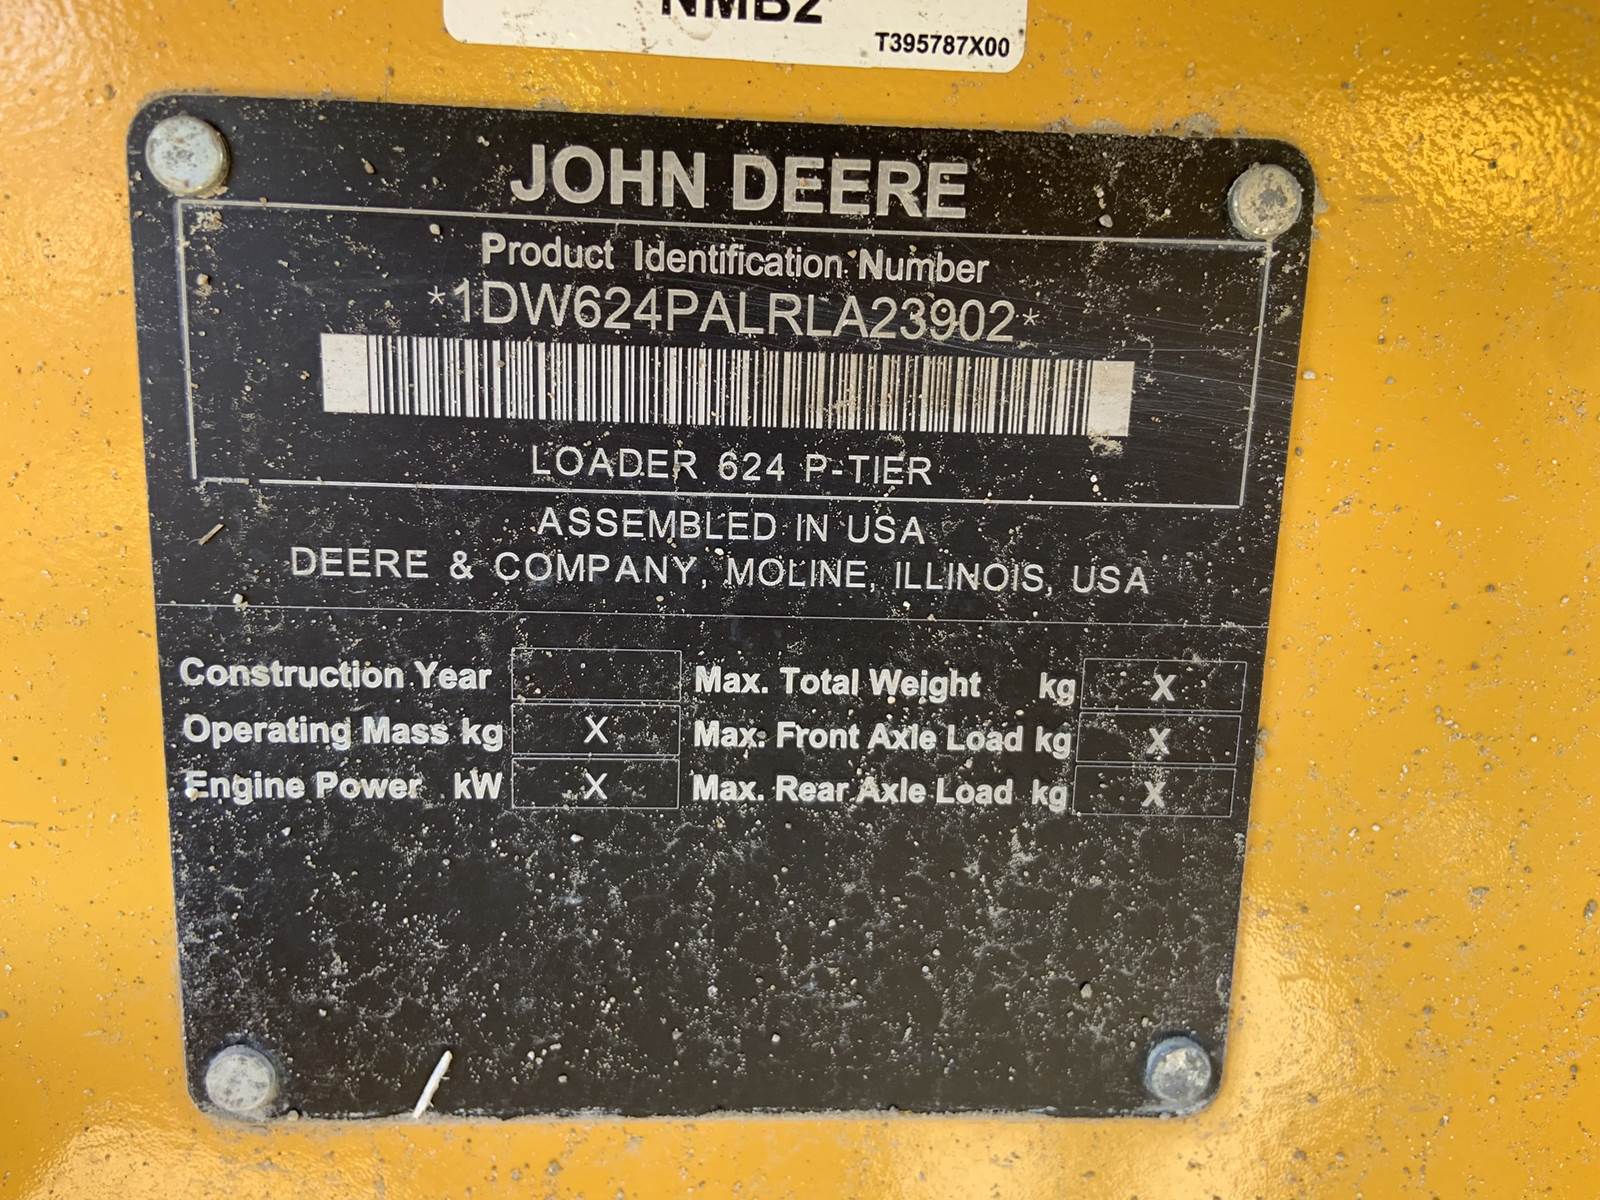 NMB2
T395787X00
JOHN DEERE
Product Identification Number
*1DW624PALRLA23902*
LOADER 624 P-TIER
ASSEMBLED IN USA
DEERE & COMPANY, MOLINE, ILLINOIS, USA
Construction Year
Max. Total Weight kg X
Operating Mass kg X
Max. Front Axle Load kg X
Engine Power kW X
Max. Rear Axle Load kg X